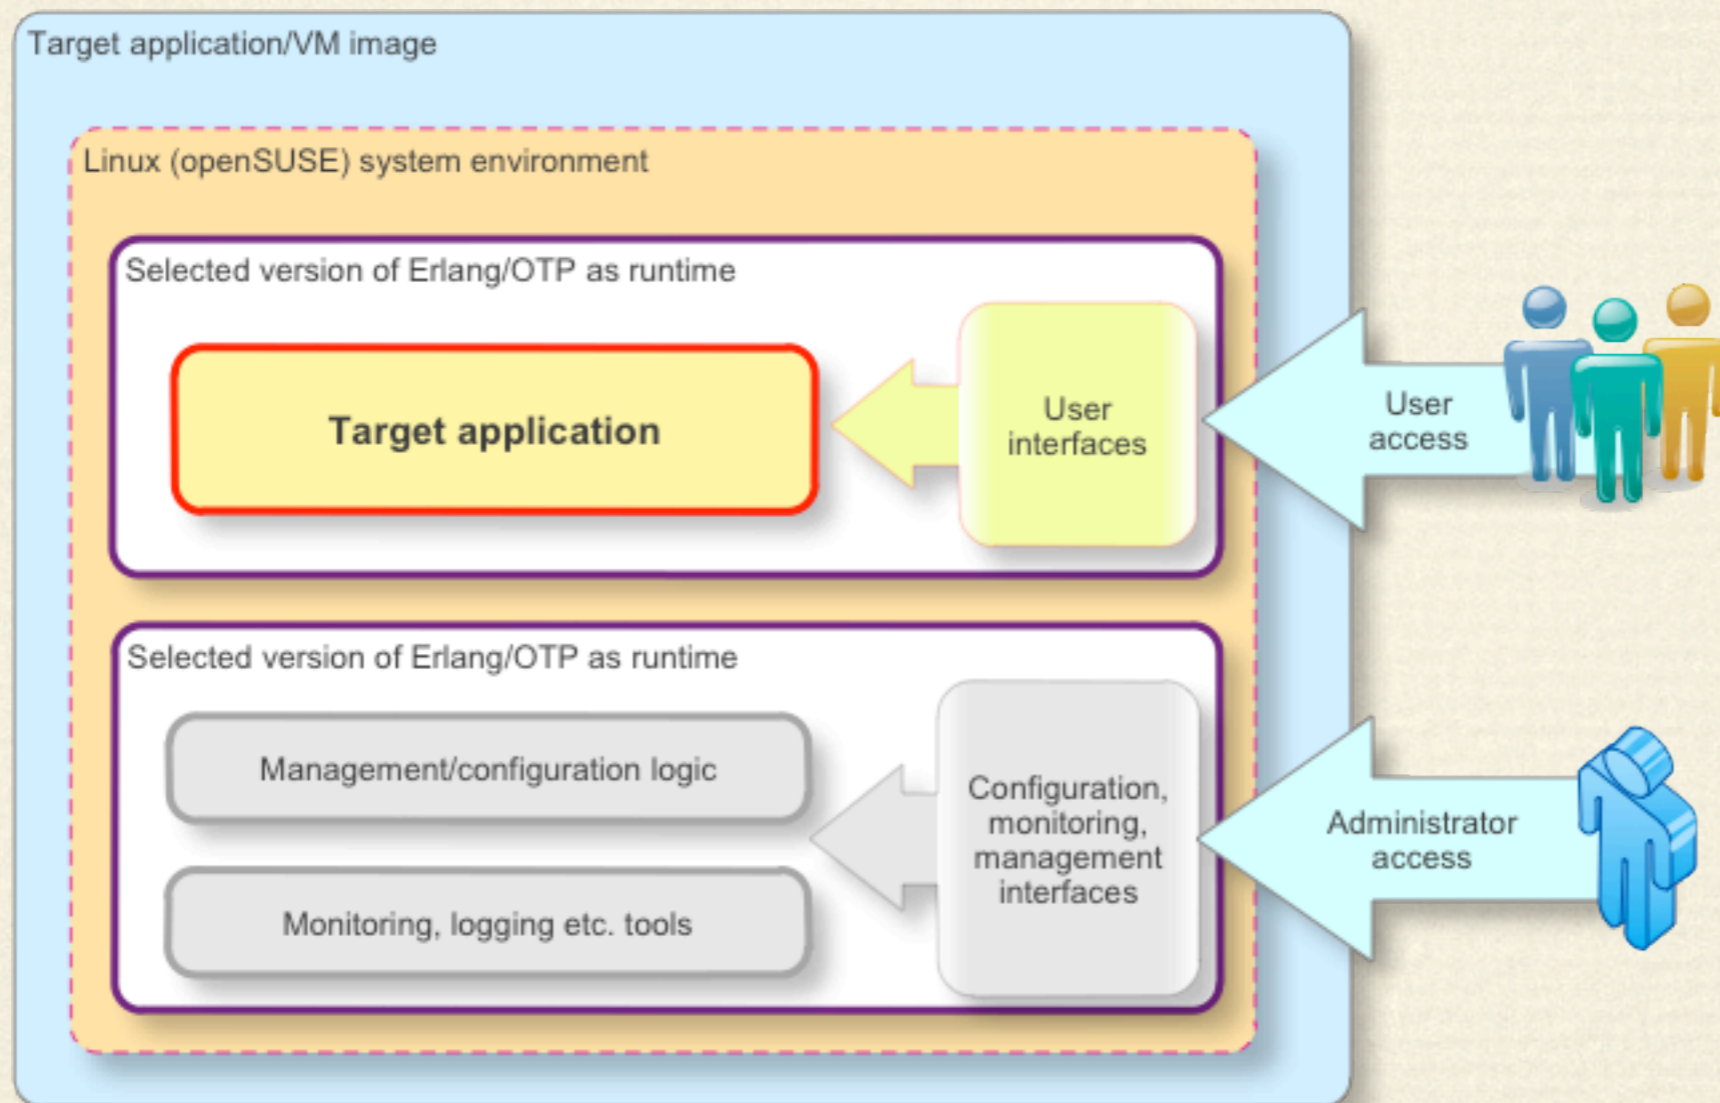 Target application/VM image
Linux (openSUSE) system environment
Selected version of Erlang/OTP as runtime
Target application
User
interfaces
User
access
Selected version of Erlang/OTP as runtime
Management/configuration logic
Monitoring, logging etc. tools
Configuration,
monitoring,
management
interfaces
Administrator
access